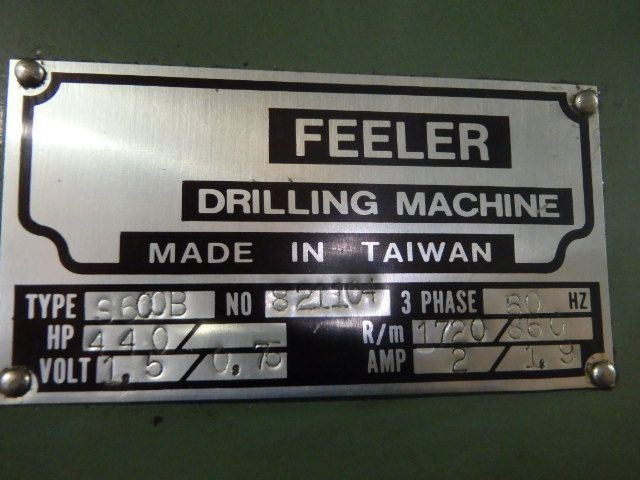 FEELER
DRILLING MACHINE
MADE IN TAIWAN
TYPE S600B NO 821104 3 PHASE 60 HZ
HP 440/ R/m 1720/860
VOLT 1.5/0.75 AMP 2/1.9